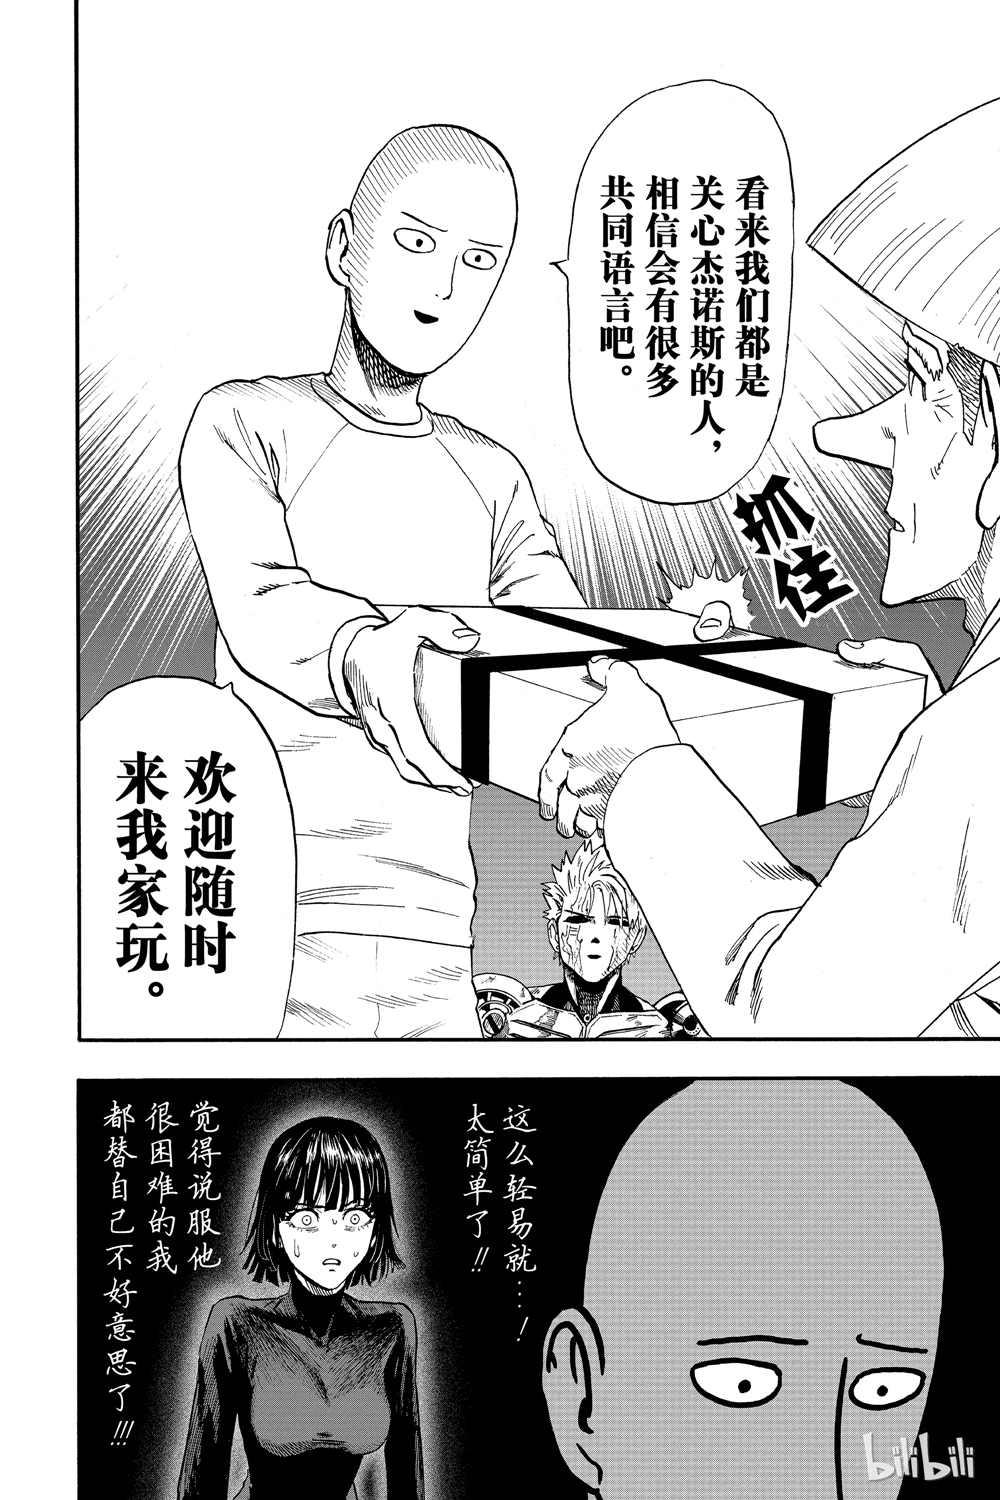 看来我们都是
关心杰诺斯的人，
相信会有很多
共同语言吧。
抓住
欢迎随时
来我家玩。
这么轻易就…！
太简单了!!
觉得说服他
很困难的我
都替自己不好意思了!!!
bilibili